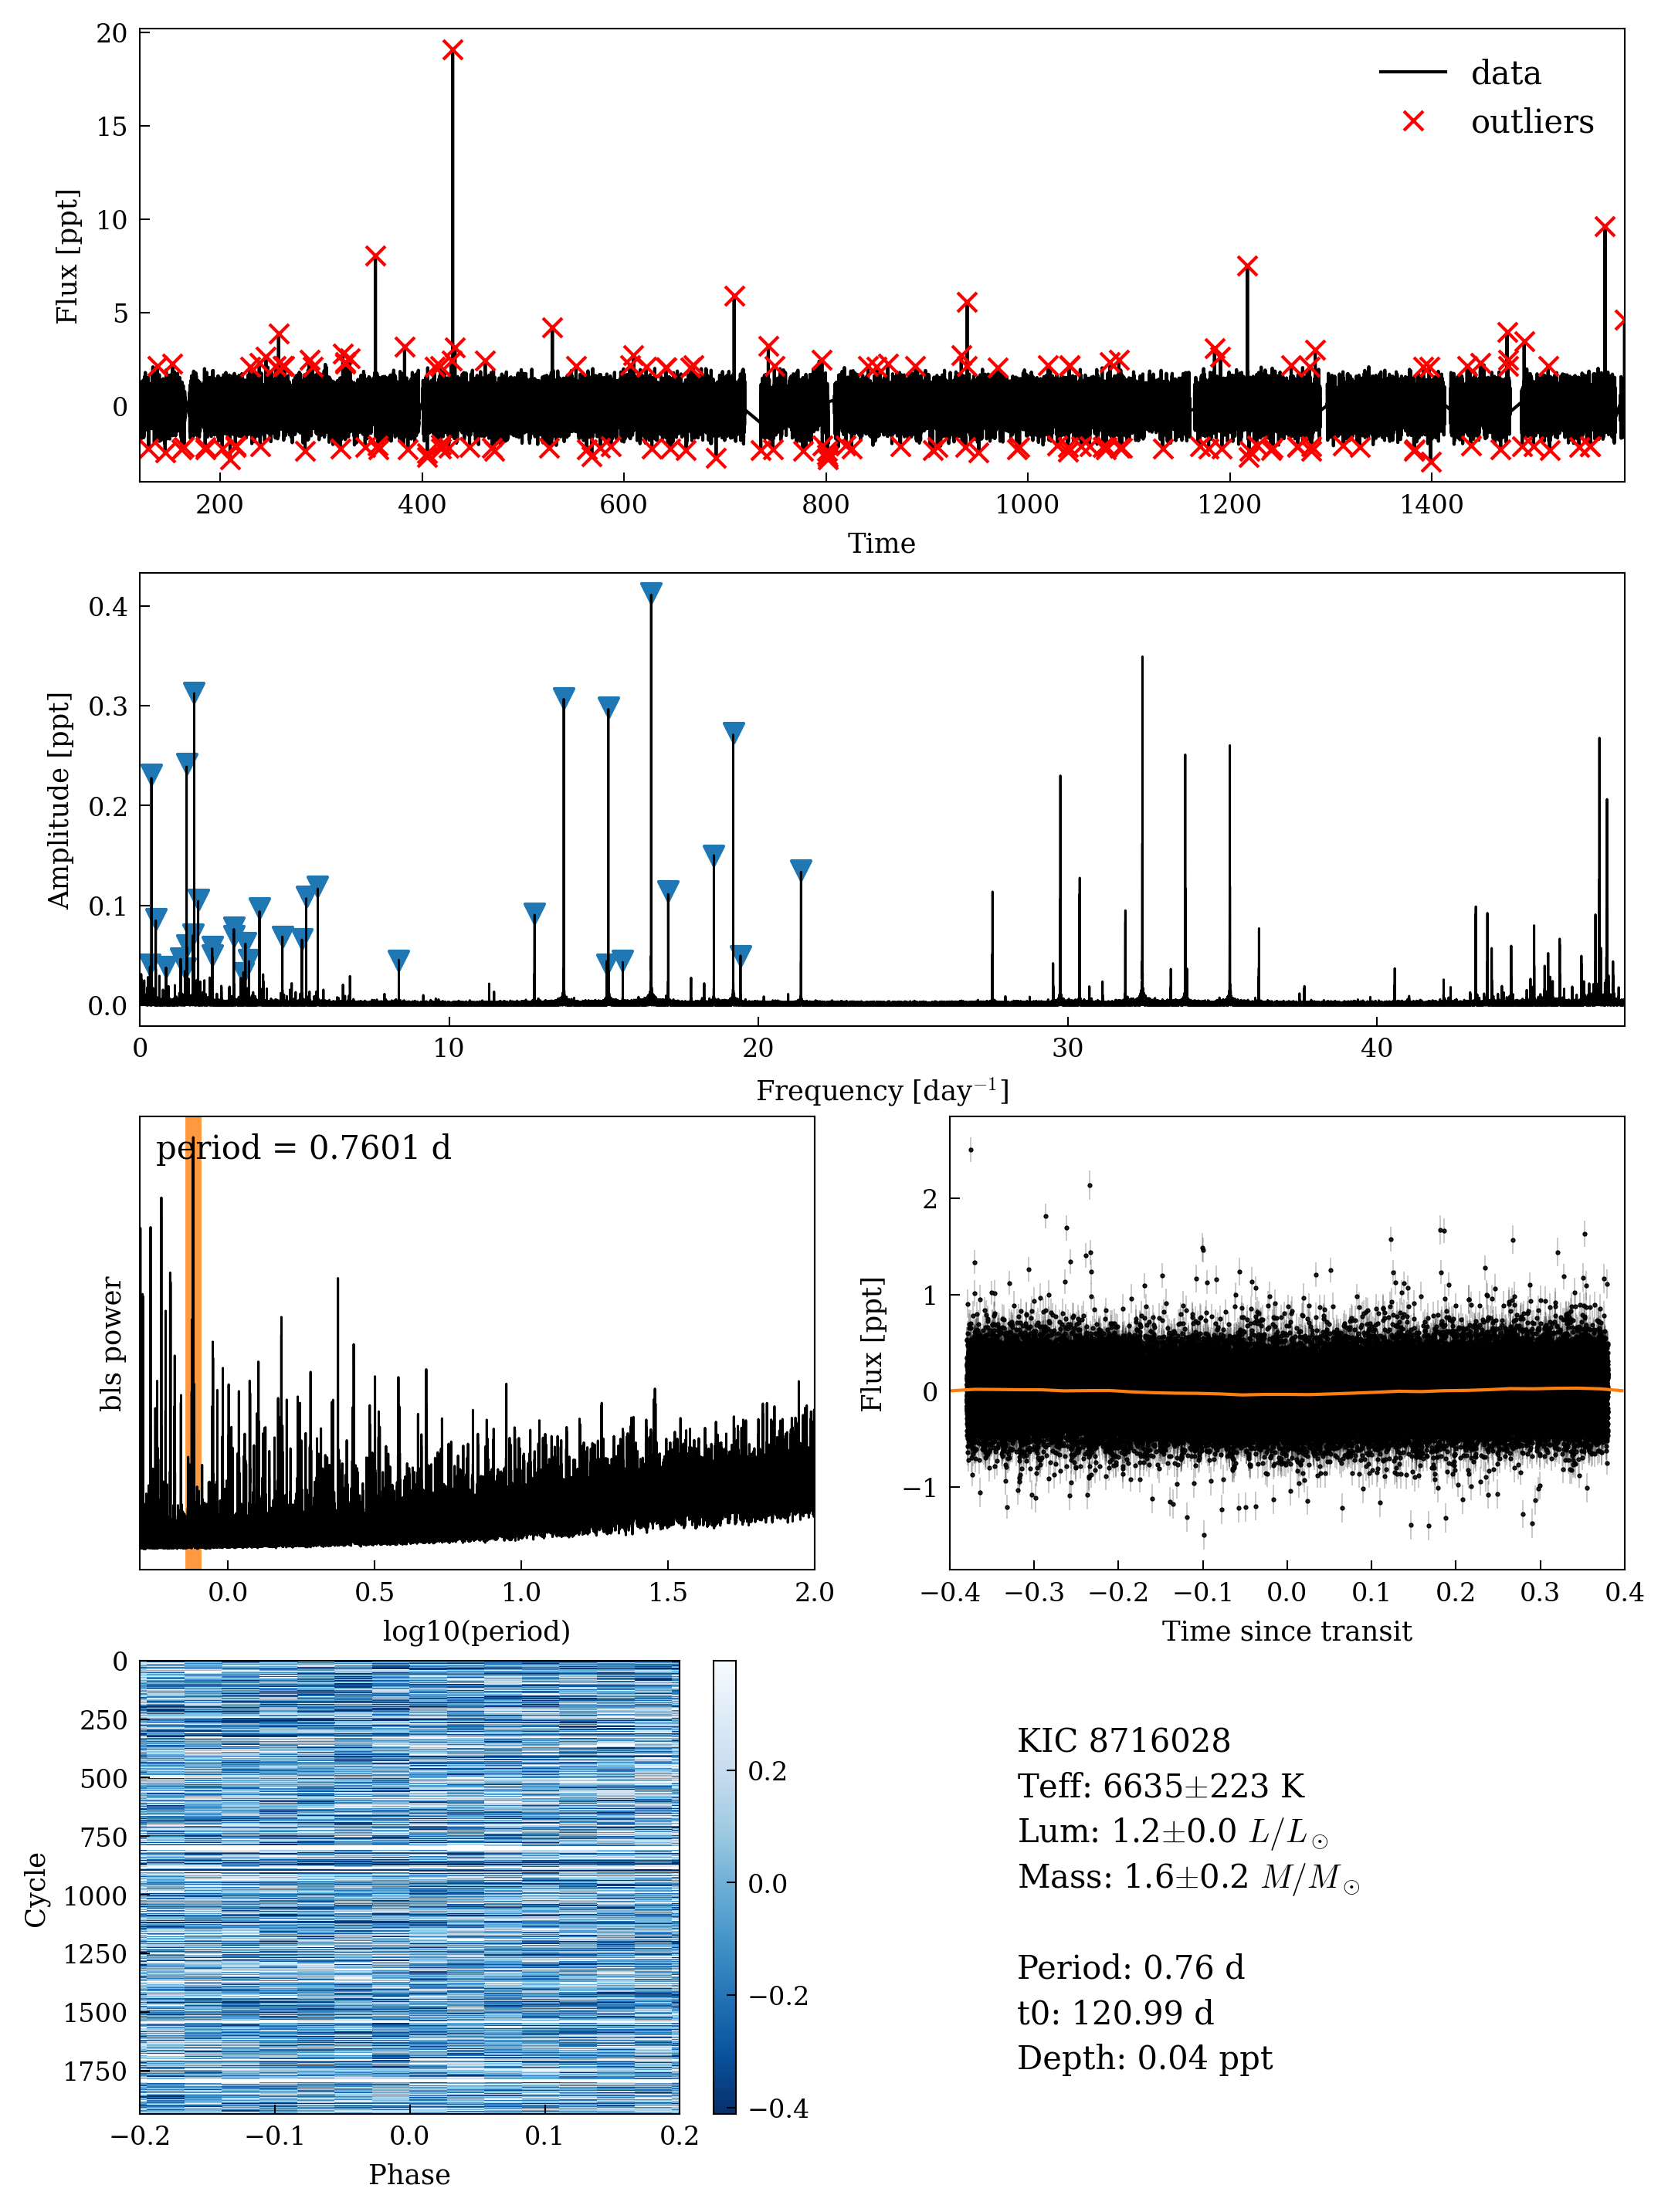 20
15
10
5
0
Flux [ppt]
data
outliers
200 400 600 800 1000 1200 1400
Time
0.4
0.3
0.2
0.1
0.0
Amplitude [ppt]
0 10 20 30 40
Frequency [day⁻¹]
period = 0.7601 d
bls power
0.0 0.5 1.0 1.5 2.0
log10(period)
2
1
0
−1
Flux [ppt]
−0.4 −0.3 −0.2 −0.1 0.0 0.1 0.2 0.3 0.4
Time since transit
0
250
500
750
1000
1250
1500
1750
Cycle
−0.2 −0.1 0.0 0.1 0.2
Phase
0.2
0.0
−0.2
−0.4
KIC 8716028
Teff: 6635±223 K
Lum: 1.2±0.0 L/L⊙
Mass: 1.6±0.2 M/M⊙
Period: 0.76 d
t0: 120.99 d
Depth: 0.04 ppt